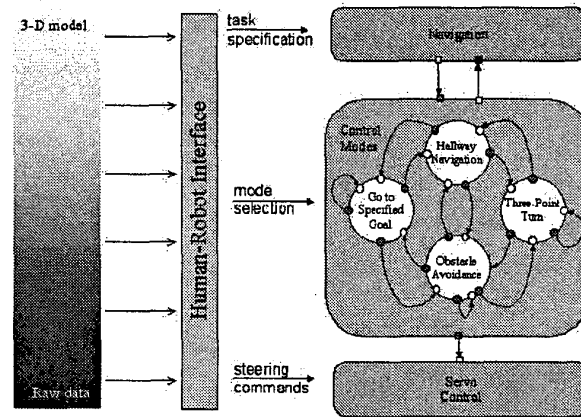 3-D model
Raw data
Human-Robot Interface
task
specification
mode
selection
steering
commands
Navigation
Control
Modes
Hallway
Navigation
Go to
Specified
Goal
Three-Point
Turn
Obstacle
Avoidance
Servo
Control